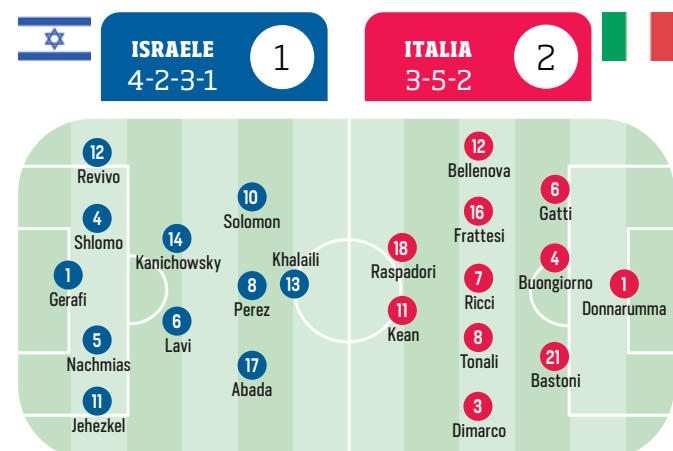 ISRAELE
4-2-3-1
1
ITALIA
3-5-2
2
12
Revivo
4
Shlomo
1
Gerafi
5
Nachmias
11
Jehezkel
14
Kanichowsky
6
Lavi
10
Solomon
8
Perez
17
Abada
Khalaili
13
18
Raspadori
11
Kean
12
Bellenova
16
Frattesi
7
Ricci
8
Tonali
3
Dimarco
6
Gatti
4
Buongiorno
21
Bastoni
1
Donnarumma